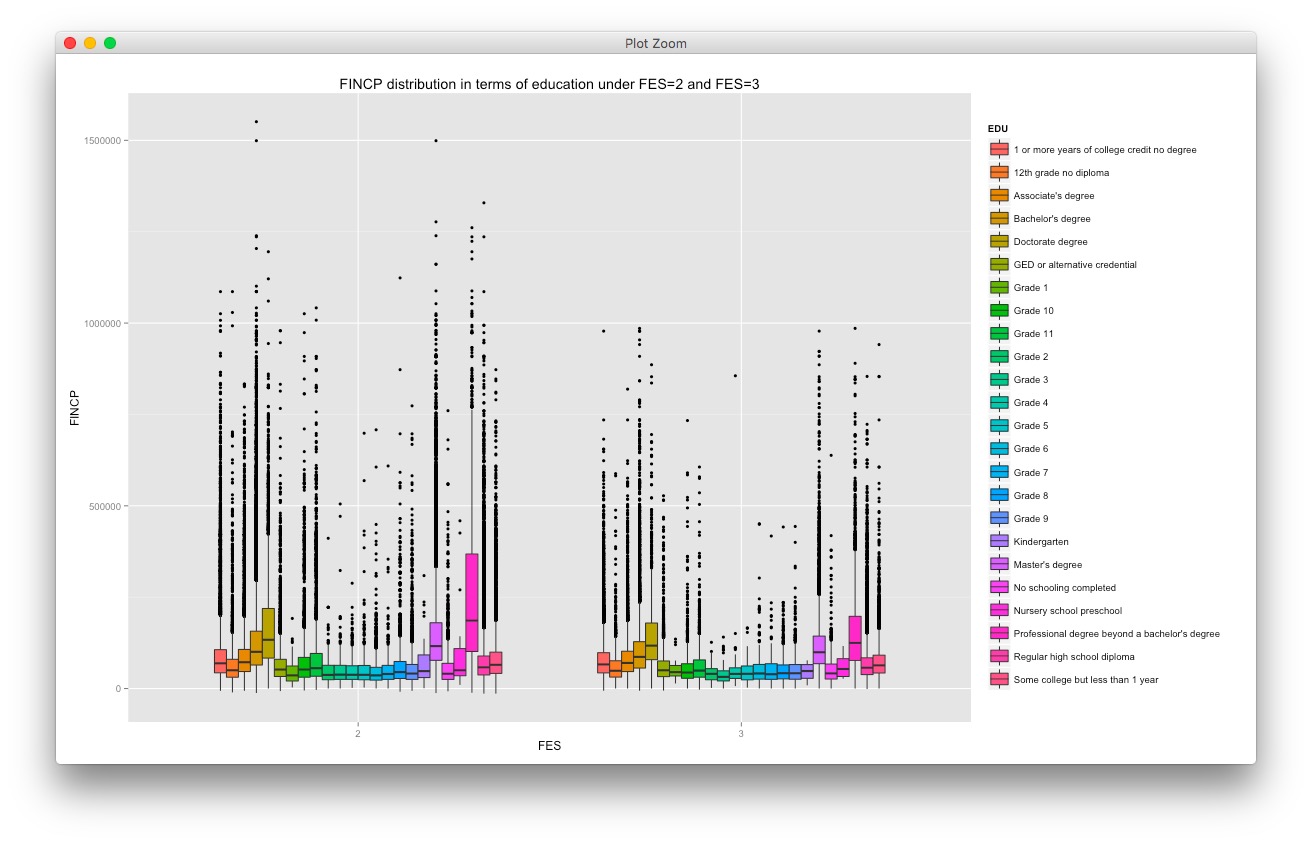 Plot Zoom
FINCP distribution in terms of education under FES=2 and FES=3
1500000
1000000
500000
0
FINCP
2
3
FES
EDU
1 or more years of college credit no degree
12th grade no diploma
Associate's degree
Bachelor's degree
Doctorate degree
GED or alternative credential
Grade 1
Grade 10
Grade 11
Grade 2
Grade 3
Grade 4
Grade 5
Grade 6
Grade 7
Grade 8
Grade 9
Kindergarten
Master's degree
No schooling completed
Nursery school preschool
Professional degree beyond a bachelor's degree
Regular high school diploma
Some college but less than 1 year